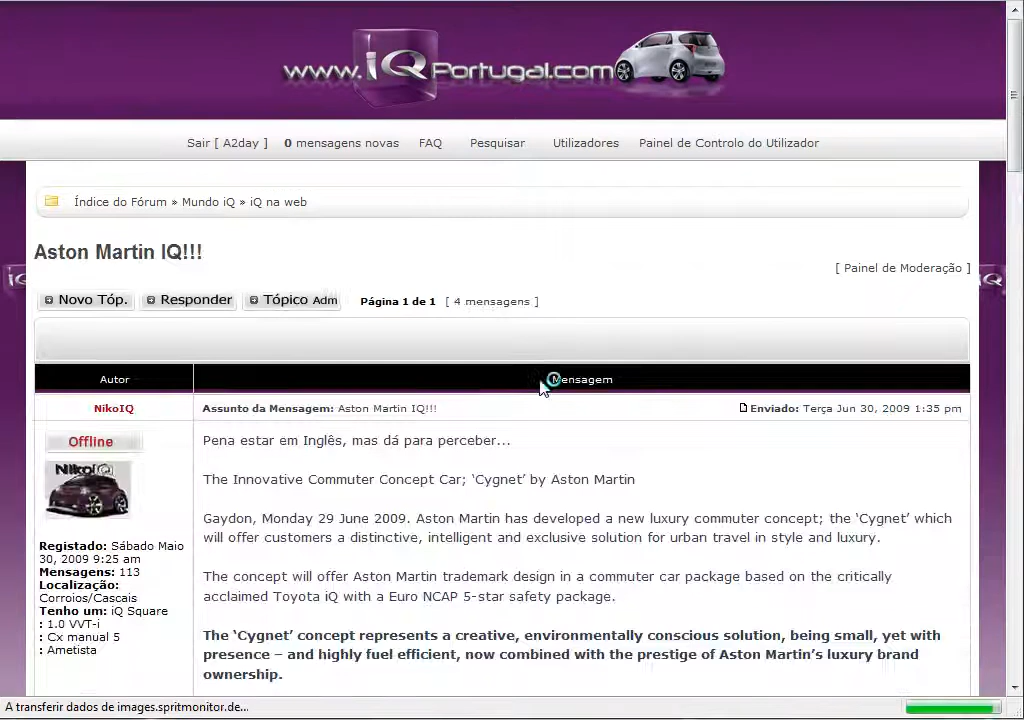 www.iQPortugal.com
Sair [ A2day ] 0 mensagens novas FAQ Pesquisar Utilizadores Painel de Controlo do Utilizador
Índice do Fórum » Mundo iQ » iQ na web
Aston Martin IQ!!!
[ Painel de Moderação ]
Novo Tóp. Responder Tópico Adm Página 1 de 1 [ 4 mensagens ]
Autor Mensagem
NikoIQ Assunto da Mensagem: Aston Martin IQ!!! Enviado: Terça Jun 30, 2009 1:35 pm
Offline
NikoIQ
Registado: Sábado Maio
30, 2009 9:25 am
Mensagens: 113
Localização:
Corroios/Cascais
Tenho um: iQ Square
: 1.0 VVT-i
: Cx manual 5
: Ametista
Pena estar em Inglês, mas dá para perceber...
The Innovative Commuter Concept Car; ‘Cygnet’ by Aston Martin
Gaydon, Monday 29 June 2009. Aston Martin has developed a new luxury commuter concept; the ‘Cygnet’ which
will offer customers a distinctive, intelligent and exclusive solution for urban travel in style and luxury.
The concept will offer Aston Martin trademark design in a commuter car package based on the critically
acclaimed Toyota iQ with a Euro NCAP 5-star safety package.
The ‘Cygnet’ concept represents a creative, environmentally conscious solution, being small, yet with
presence – and highly fuel efficient, now combined with the prestige of Aston Martin’s luxury brand
ownership.
A transferir dados de images.spritmonitor.de...